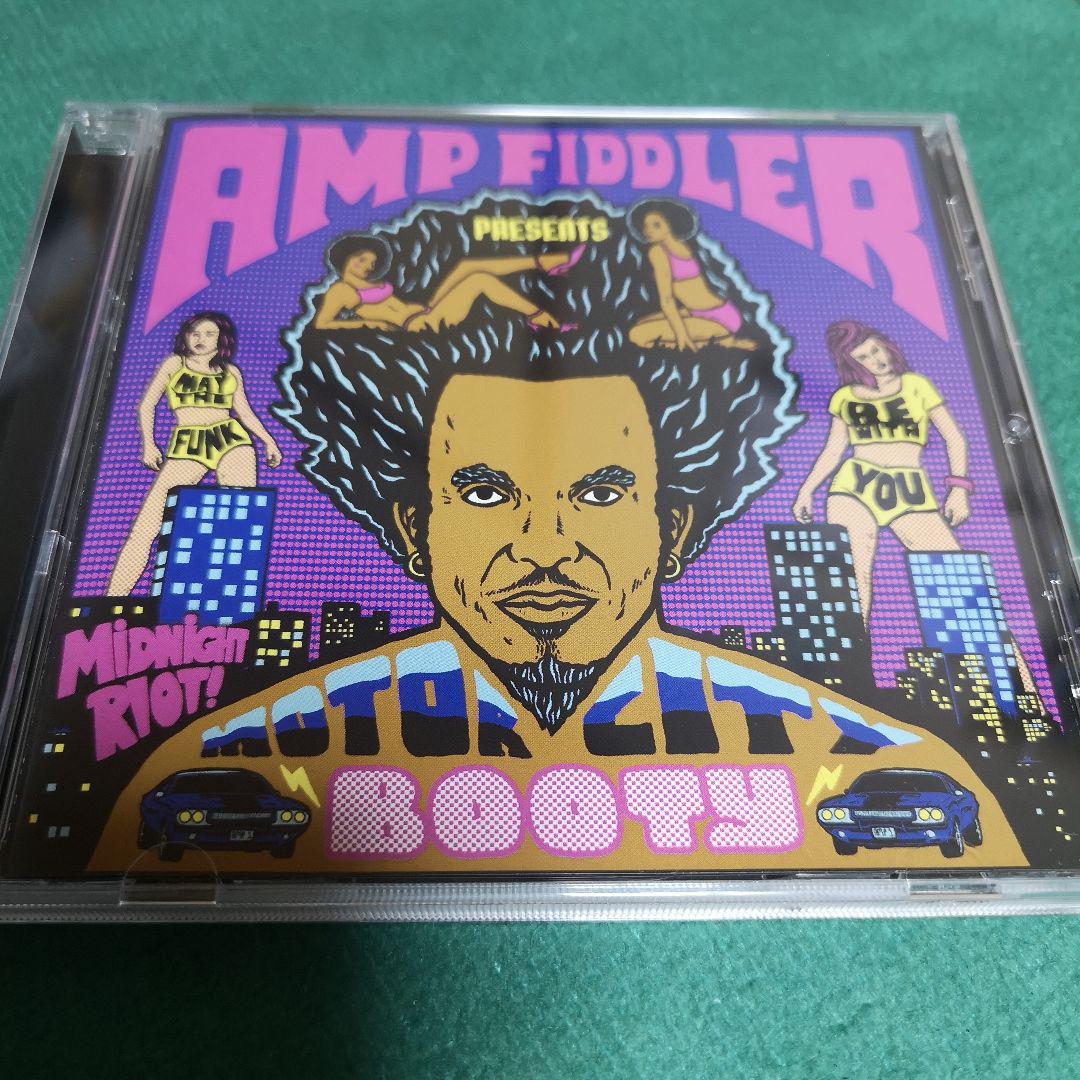 AMP FIDDLER
PRESENTS
MAY
THE
FUNK
BE
WITH
YOU
MIDNIGHT
RIOT!
MOTOR CITY
BOOTY